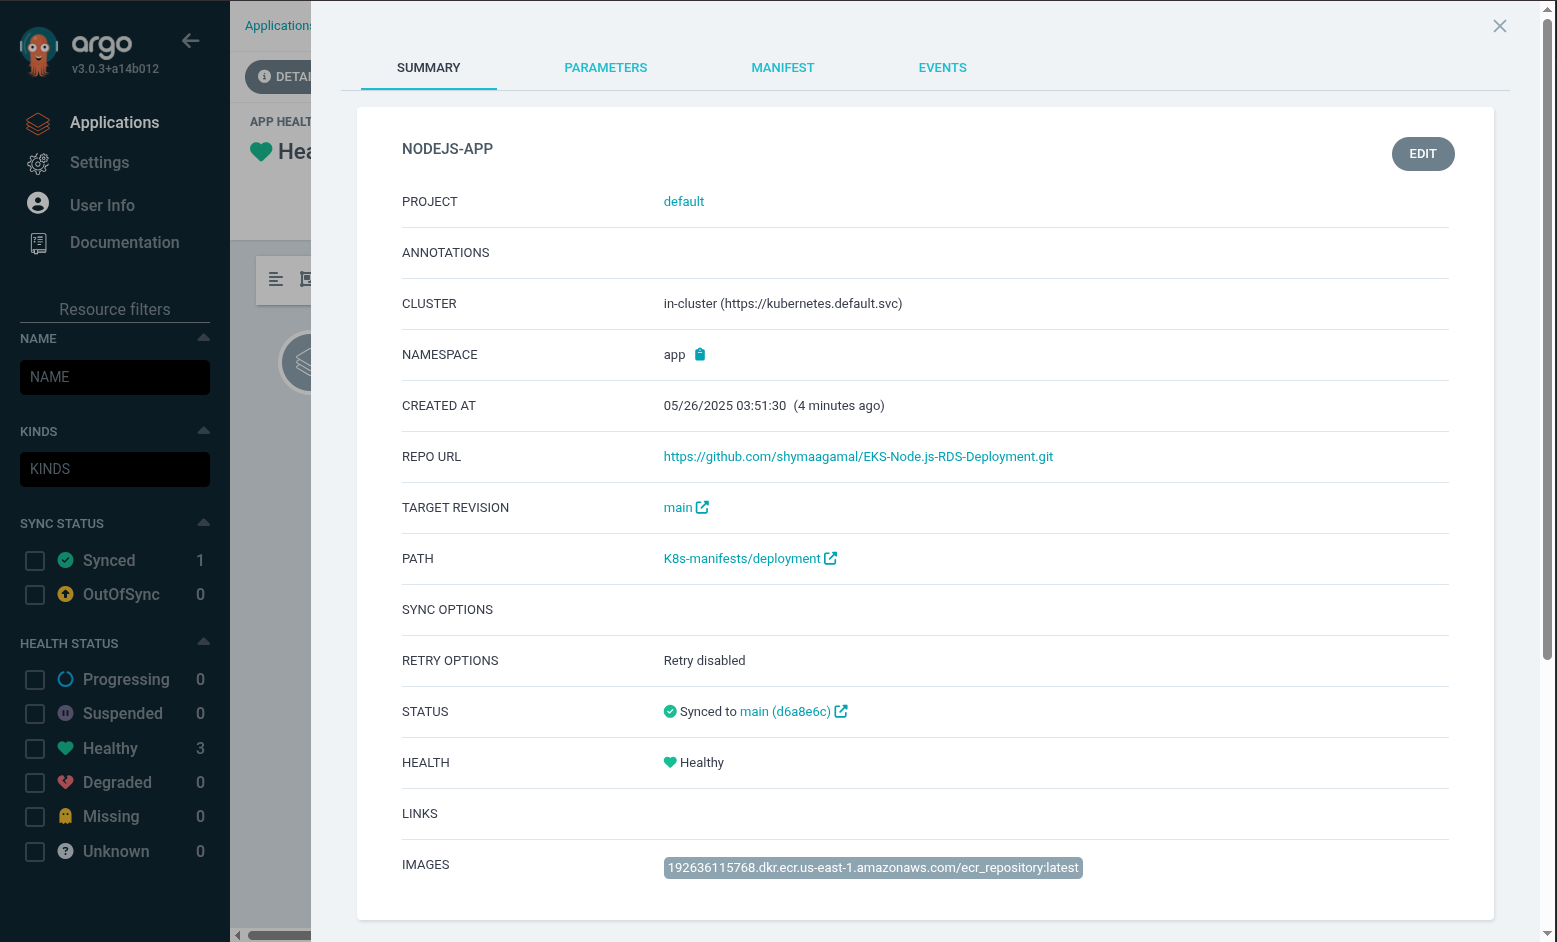 argo
v3.0.3+a14b012
Applications
Settings
User Info
Documentation
Resource filters
NAME
NAME
KINDS
KINDS
SYNC STATUS
Synced 1
OutOfSync 0
HEALTH STATUS
Progressing 0
Suspended 0
Healthy 3
Degraded 0
Missing 0
Unknown 0
Applications
DETAI
APP HEALT
Hea
SUMMARY PARAMETERS MANIFEST EVENTS
NODEJS-APP
EDIT
PROJECT default
ANNOTATIONS
CLUSTER in-cluster (https://kubernetes.default.svc)
NAMESPACE app
CREATED AT 05/26/2025 03:51:30 (4 minutes ago)
REPO URL https://github.com/shymaagamal/EKS-Node.js-RDS-Deployment.git
TARGET REVISION main
PATH K8s-manifests/deployment
SYNC OPTIONS
RETRY OPTIONS Retry disabled
STATUS Synced to main (d6a8e6c)
HEALTH Healthy
LINKS
IMAGES 192636115768.dkr.ecr.us-east-1.amazonaws.com/ecr_repository:latest